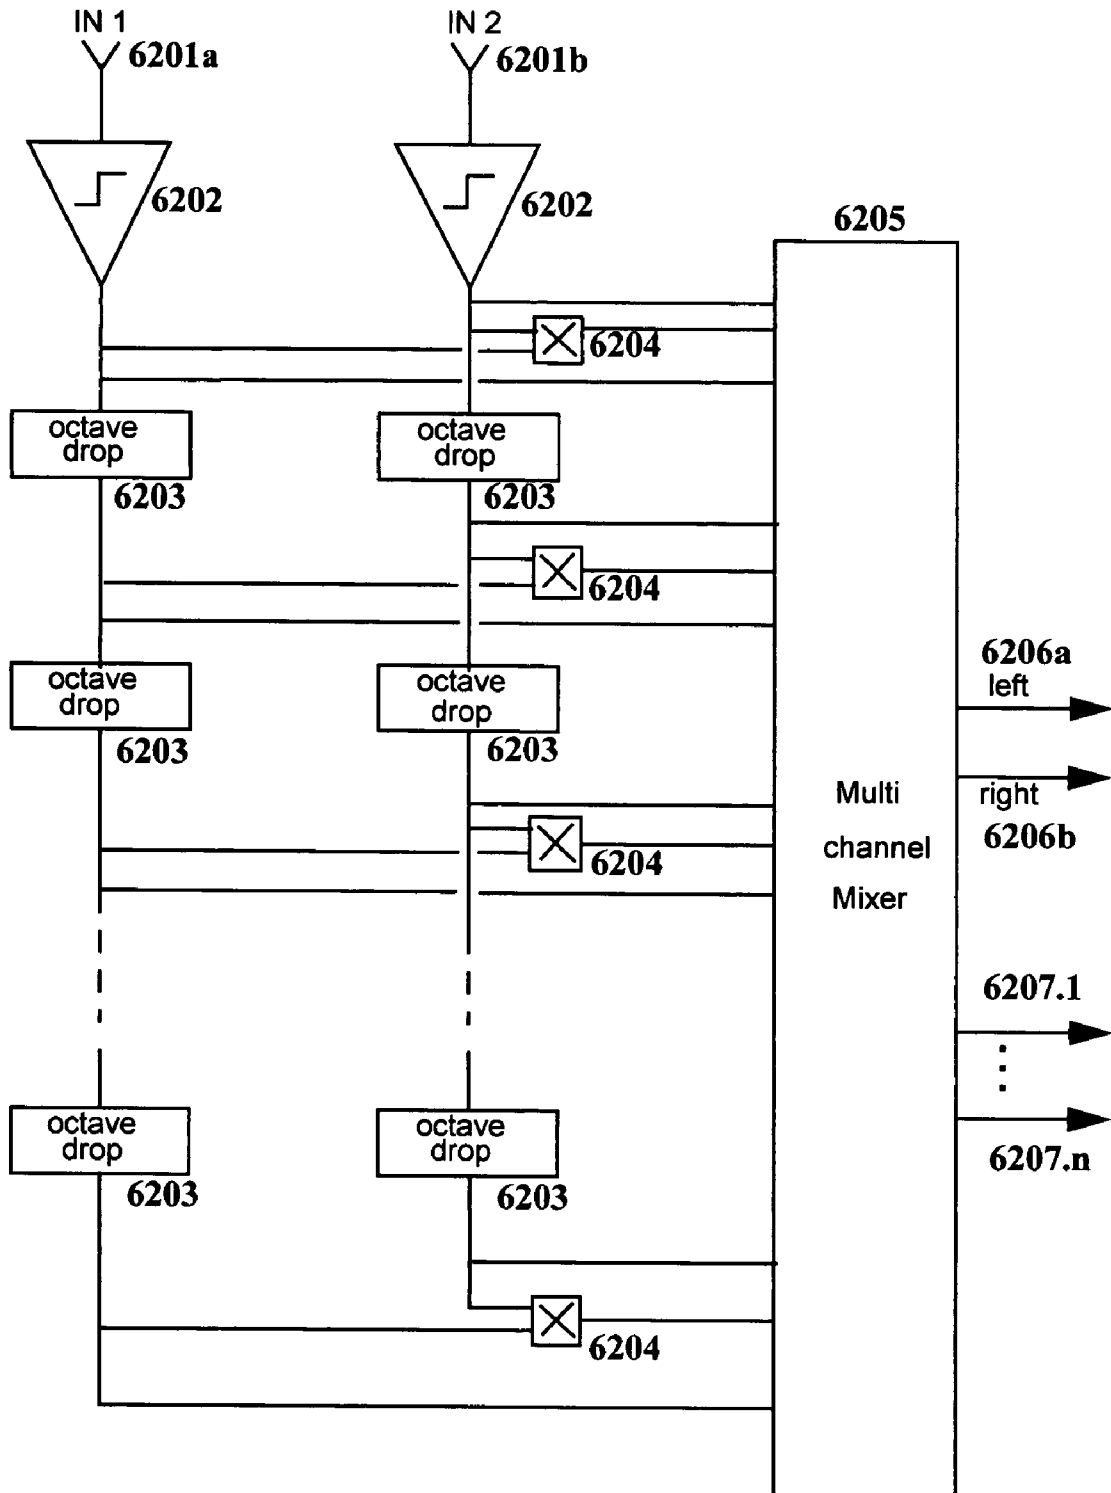 IN 1
IN 2
6201a
6201b
6202
6202
6205
6204
octave
drop
octave
drop
6203
6203
6204
6206a
left
octave
drop
octave
drop
6203
6203
right
6206b
Multi
channel
Mixer
6204
6207.1
octave
drop
octave
drop
6207.n
6203
6203
6204